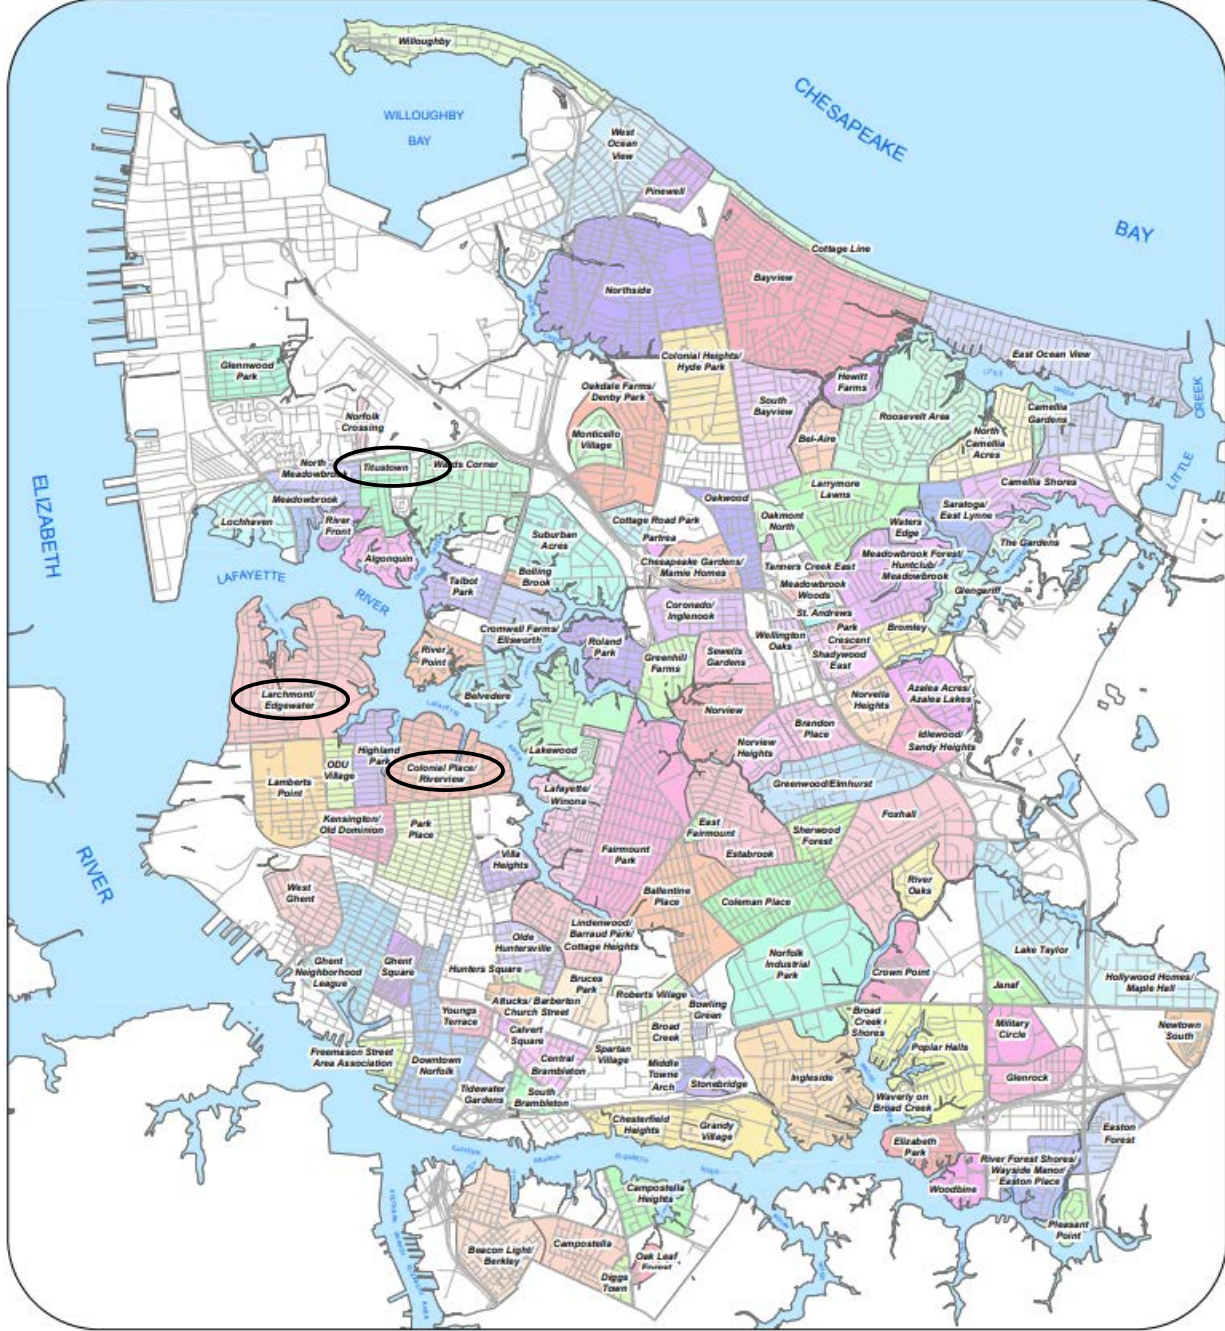 Willoughby
CHESAPEAKE
WILLOUGHBY
BAY
West
Ocean
View
Pinewell
BAY
Cottage Line
Bayview
Northside
East Ocean View
Colonial Heights/
Hyde Park
Glennwood
Park
LITTLE
CREEK
Hewitt
Farms
Oakdale Farms/
Denby Park
South
Bayview
Roosevelt Area
Camellia
Gardens
CREEK
Norfolk
Crossing
Monticello
Village
Bel-Aire
North
Camellia
Acres
North
Meadowbrook
Titustown
Wards Corner
LITTLE
Camellia Shores
Larrymore
Lawns
Meadowbrook
Oakwood
Saratoga/
East Lynne
ELIZABETH
Lochhaven
River
Front
Cottage Road Park
Oakmont
North
Waters
Edge
Suburban
Acres
Partrea
The Gardens
Algonquin
Chesapeake Gardens/
Mamie Homes
Tanners Creek East
Meadowbrook Forest/
Huntclub/
Meadowbrook
LAFAYETTE
RIVER
Talbot
Park
Bolling
Brook
Meadowbrook
Woods
Glengariff
Coronado/
Inglenook
St. Andrews
Cromwell Farms/
Ellsworth
Roland
Park
Wellington
Oaks
Park
Crescent
Bromley
River
Point
Greenhill
Farms
Sewells
Gardens
Shadywood
East
Larchmont/
Edgewater
Belvedere
Norvella
Heights
Azalea Acres/
Azalea Lakes
LAFAYETTE
Norview
Brandon
Place
Idlewood/
Sandy Heights
Highland
Park
Lakewood
Norview
Heights
ODU
Village
Colonial Place/
Riverview
Lamberts
Point
Lafayette/
Winona
Greenwood/Elmhurst
Kensington/
Old Dominion
Park
Place
East
Fairmount
Sherwood
Forest
Foxhall
RIVER
Villa
Heights
Fairmount
Park
Estabrook
River
Oaks
West
Ghent
Ballentine
Place
Coleman Place
Lindenwood/
Barraud Park/
Cottage Heights
Olde
Huntersville
Norfolk
Industrial
Park
Lake Taylor
Ghent
Neighborhood
League
Ghent
Square
Hunters Square
Crown Point
Hollywood Homes/
Maple Hall
Bruces
Park
Janaf
Roberts Village
Attucks/ Barberton
Church Street
Bowling
Green
Youngs
Terrace
Broad
Creek
Shores
Military
Circle
Newtown
South
Calvert
Square
Broad
Creek
Poplar Halls
Freemason Street
Area Association
Downtown
Norfolk
Central
Brambleton
Spartan
Village
Middle
Towne
Arch
Ingleside
Glenrock
Stonebridge
Tidewater
Gardens
South
Brambleton
Waverly on
Broad Creek
Chesterfield
Heights
Grandy
Village
Easton
Forest
Elizabeth
Park
EASTERN
BRANCH
ELIZABETH
RIVER
River Forest Shores/
Wayside Manor/
Easton Place
Campostella
Heights
Woodbine
Pleasant
Point
Beacon Light/
Berkley
Campostella
Oak Leaf
Forest
Diggs
Town